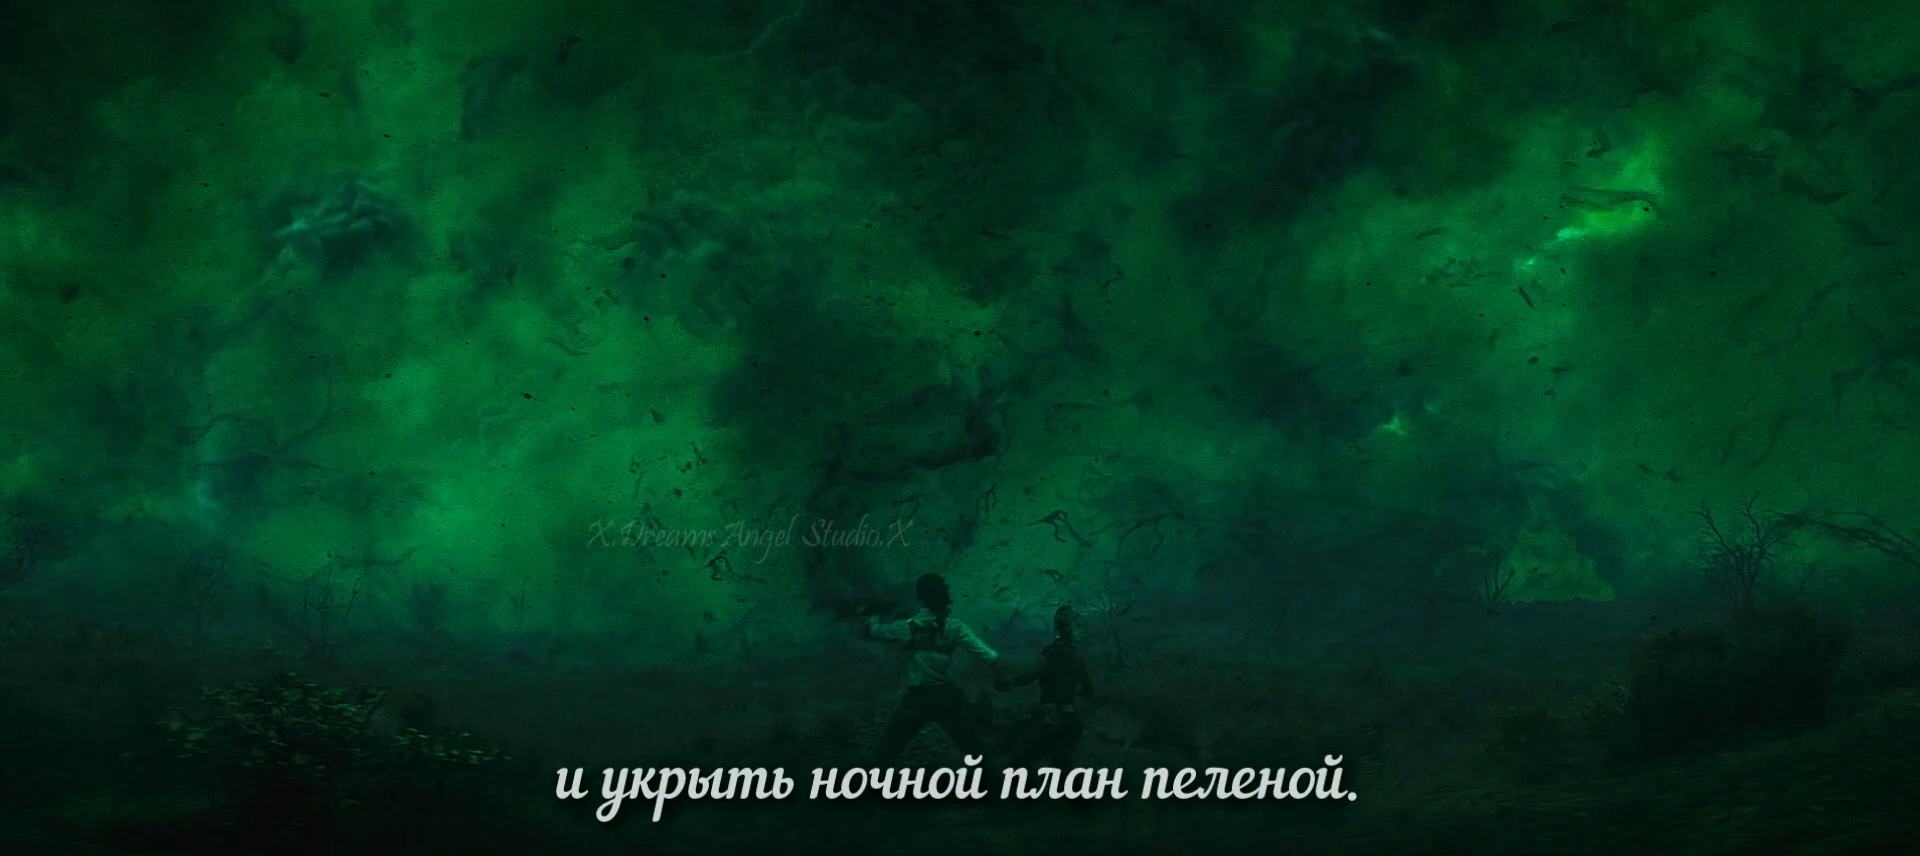 X.Dreams Angel Studio.X
и укрыть ночной план пеленой.